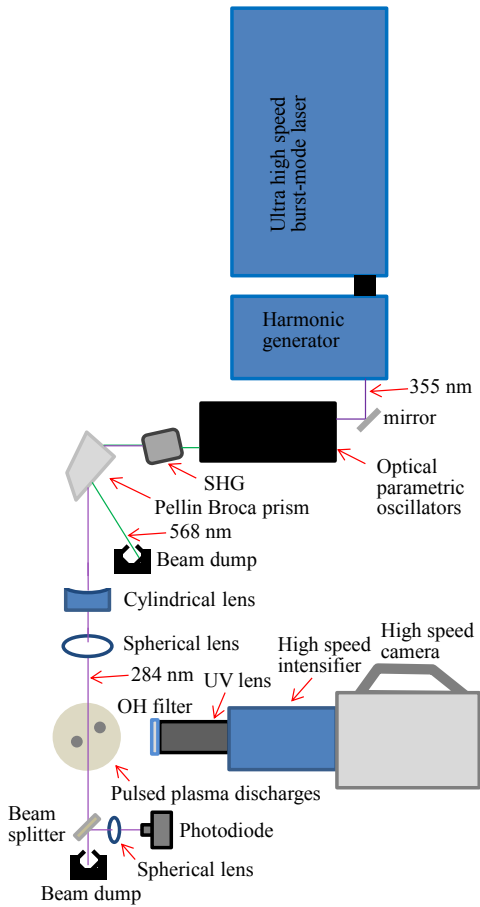 Ultra high speed
burst-mode laser
Harmonic
generator
355 nm
mirror
Optical
parametric
oscillators
SHG
Pellin Broca prism
568 nm
Beam dump
Cylindrical lens
Spherical lens
284 nm
OH filter
UV lens
High speed
intensifier
High speed
camera
Pulsed plasma discharges
Beam
splitter
Photodiode
Spherical lens
Beam dump